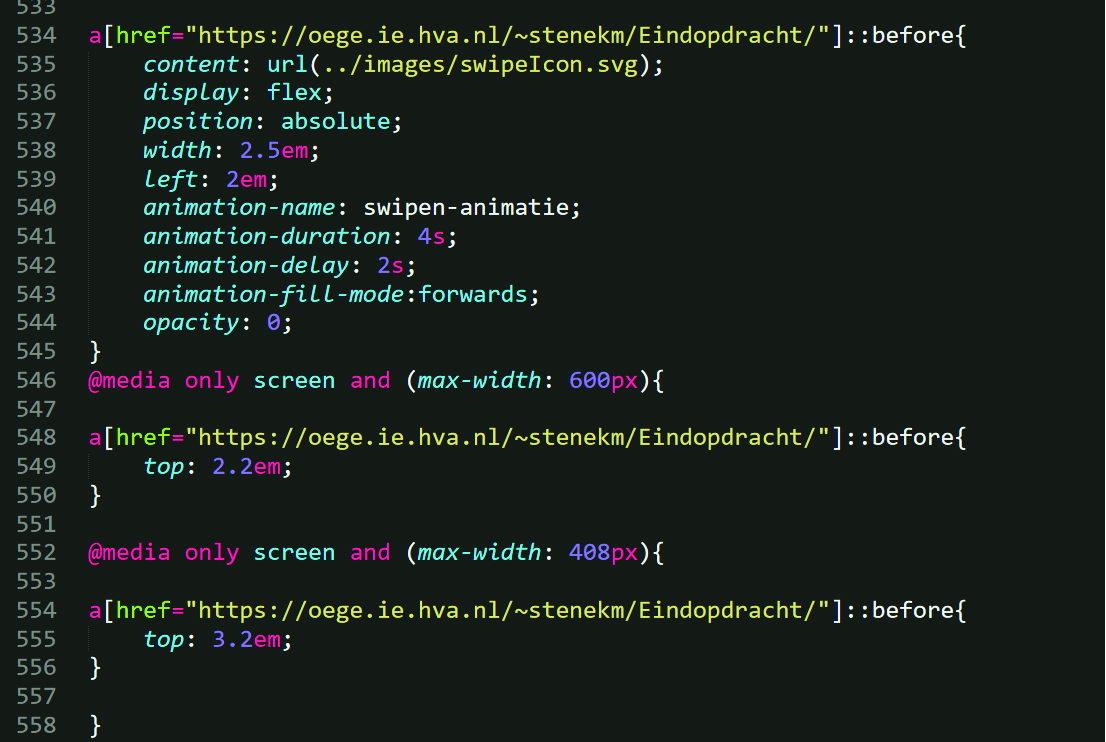 533
534 a[href="https://oege.ie.hva.nl/~stenekm/Eindopdracht/"]::before{
535 content: url(../images/swipeIcon.svg);
536 display: flex;
537 position: absolute;
538 width: 2.5em;
539 left: 2em;
540 animation-name: swipen-animatie;
541 animation-duration: 4s;
542 animation-delay: 2s;
543 animation-fill-mode:forwards;
544 opacity: 0;
545 }
546 @media only screen and (max-width: 600px){
547
548 a[href="https://oege.ie.hva.nl/~stenekm/Eindopdracht/"]::before{
549 top: 2.2em;
550 }
551
552 @media only screen and (max-width: 408px){
553
554 a[href="https://oege.ie.hva.nl/~stenekm/Eindopdracht/"]::before{
555 top: 3.2em;
556 }
557
558 }